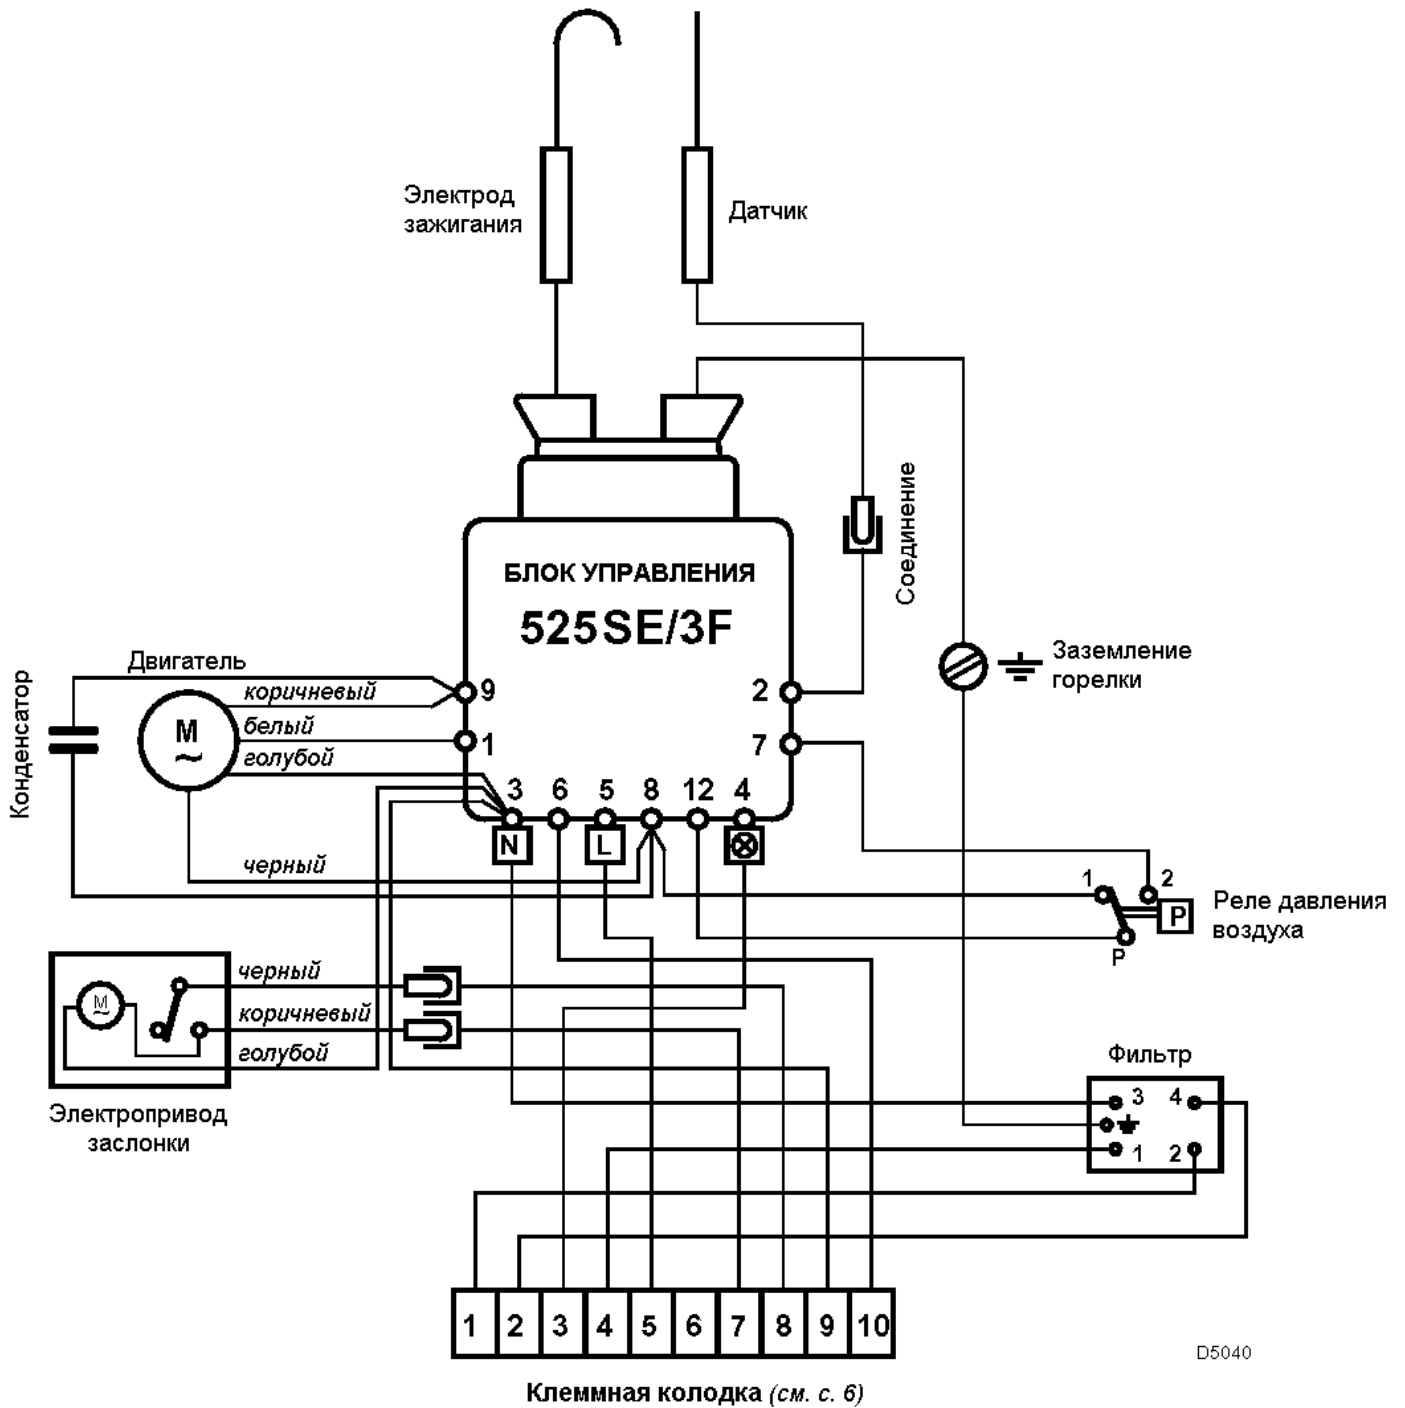 Электрод
зажигания
Датчик
Соединение
БЛОК УПРАВЛЕНИЯ
525SE/3F
Заземление
горелки
Двигатель
коричневый
белый
голубой
M
~
Конденсатор
9
1
2
7
3 6 5 8 12 4
N L
черный
1 2
P
P
Реле давления
воздуха
черный
коричневый
голубой
M
~
Электропривод
заслонки
Фильтр
3 4
1 2
1 2 3 4 5 6 7 8 9 10
D5040
Клеммная колодка (см. с. 6)